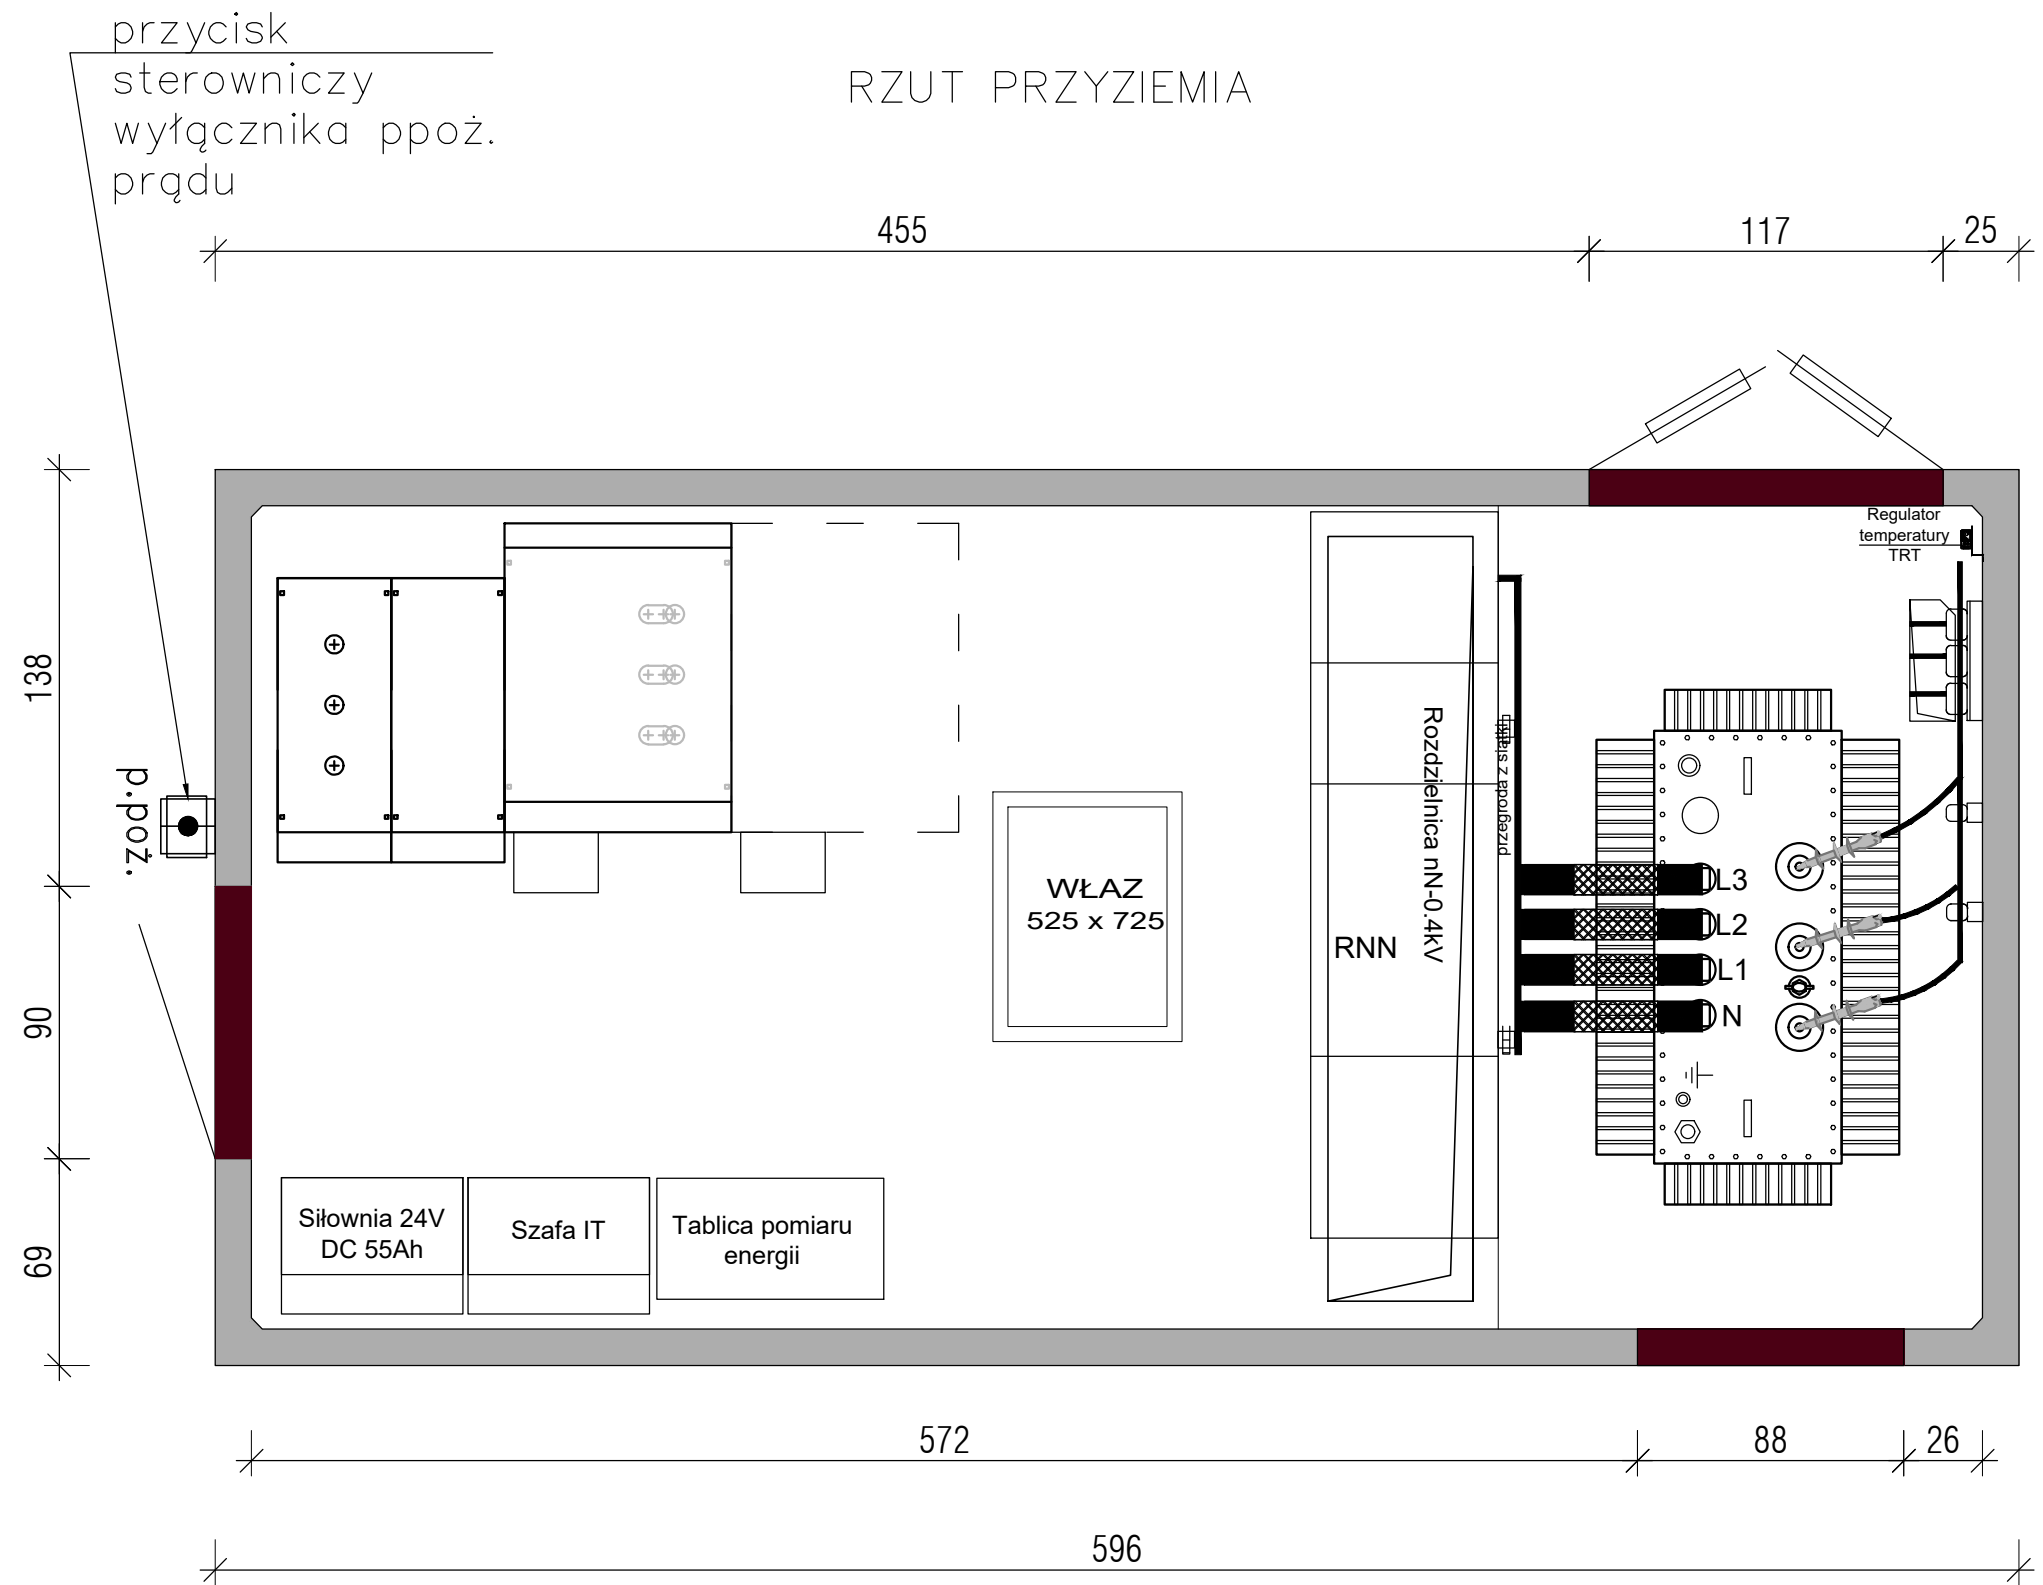 przycisk
sterowniczy
wyłącznika ppoż.
prądu
RZUT PRZYZIEMIA
455
117
25
Regulator
temperatury
TRT
138
p.poż.
90
69
Rozdzielnica nN-0.4kV
przegroda z siatki
WŁAZ
525 x 725
RNN
L3
L2
L1
N
Siłownia 24V
DC 55Ah
Szafa IT
Tablica pomiaru
energii
572
88
26
596